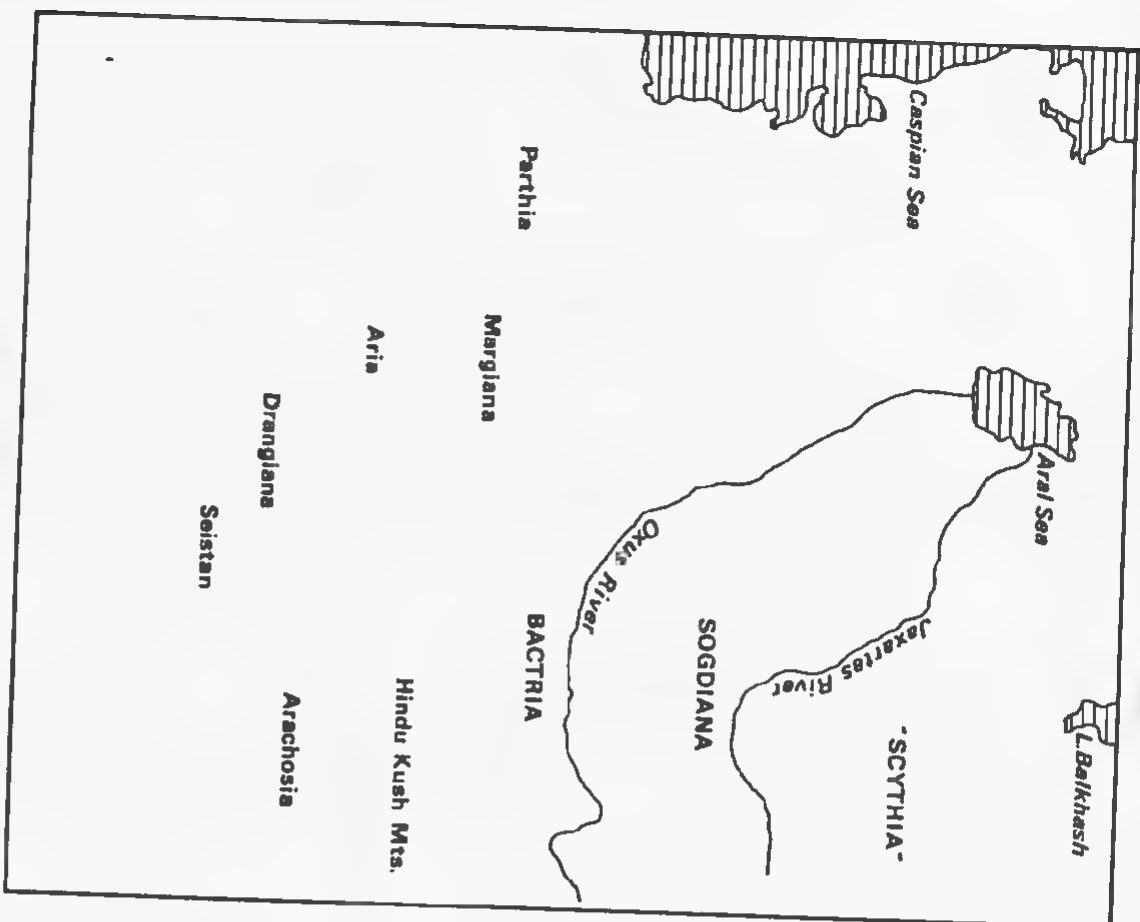 L.Balkhash
Aral Sea
Caspian Sea
"SCYTHIA"
Jaxartes River
SOGDIANA
Oxus River
BACTRIA
Parthia
Margiana
Hindu Kush Mts.
Aria
Arachosia
Drangiana
Seistan